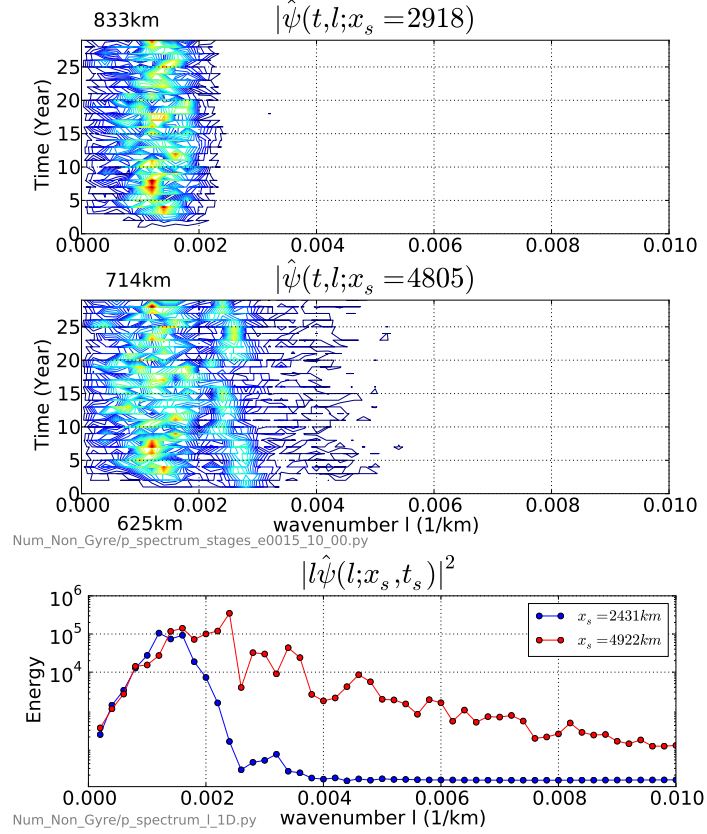 833km
|ψ̂(t,l;x_s =2918)
Time (Year)
25
20
15
10
5
0
0.000 0.002 0.004 0.006 0.008 0.010
714km
|ψ̂(t,l;x_s =4805)
Time (Year)
25
20
15
10
5
0
0.000 0.002 0.004 0.006 0.008 0.010
625km
wavenumber l (1/km)
Num_Non_Gyre/p_spectrum_stages_e0015_10_00.py
|lψ̂(l;x_s,t_s)|²
Energy
10⁶
10⁵
10⁴
x_s =2431km
x_s =4922km
0.000 0.002 0.004 0.006 0.008 0.010
wavenumber l (1/km)
Num_Non_Gyre/p_spectrum_l_1D.py